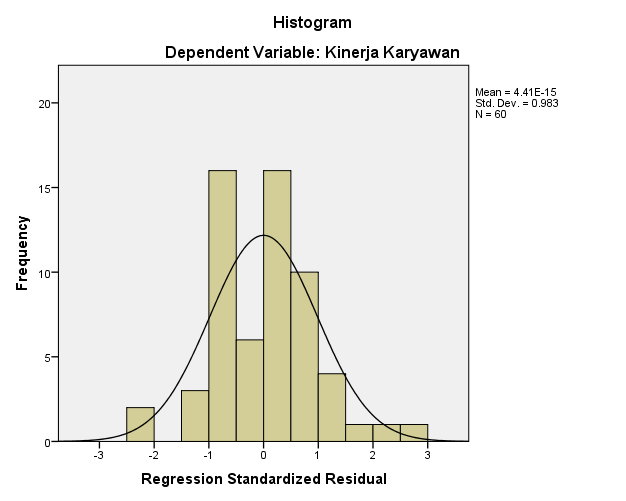 Histogram
Dependent Variable: Kinerja Karyawan
Mean = 4.41E-15
Std. Dev. = 0.983
N = 60
Frequency
20
15
10
5
0
-3 -2 -1 0 1 2 3
Regression Standardized Residual